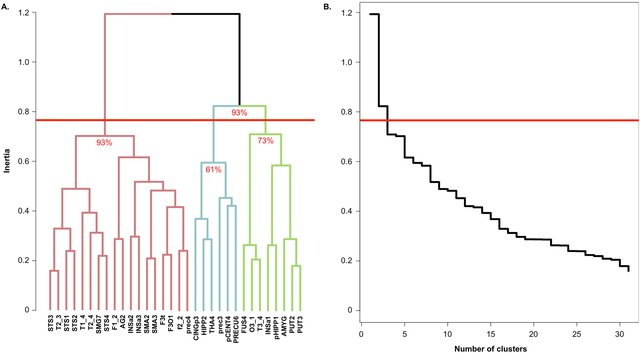 A.
1.2
1.0
0.8
0.6
0.4
0.2
0
Inertia
93%
93%
73%
61%
STS3
T2_3
STS1
STS2
T1_4
T2_4
SMG7
STS4
F1_2
AG2
INSa2
INSa3
SMA2
SMA3
F3t
F3O1
f2_2
prec4
CINGp3
HIPP2
THA4
prec3
pCENT4
PRECU6
FUS4
O3_1
T3_4
INSa1
pHIPP1
AMYG
PUT2
PUT3
B.
1.2
1.0
0.8
0.6
0.4
0.2
0
0
5
10
15
20
25
30
Number of clusters